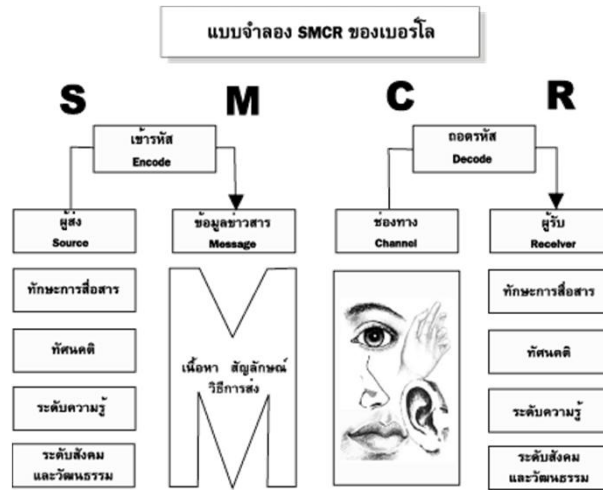 แบบจำลอง SMCR ของเบอร์โล
S M C R
เข้ารหัส
Encode
ถอดรหัส
Decode
ผู้ส่ง
Source
ข้อมูลข่าวสาร
Message
ช่องทาง
Channel
ผู้รับ
Receiver
ทักษะการสื่อสาร
ทัศนคติ
ระดับความรู้
ระดับสังคม
และวัฒนธรรม
เนื้อหา สัญลักษณ์
วิธีการส่ง
ทักษะการสื่อสาร
ทัศนคติ
ระดับความรู้
ระดับสังคม
และวัฒนธรรม